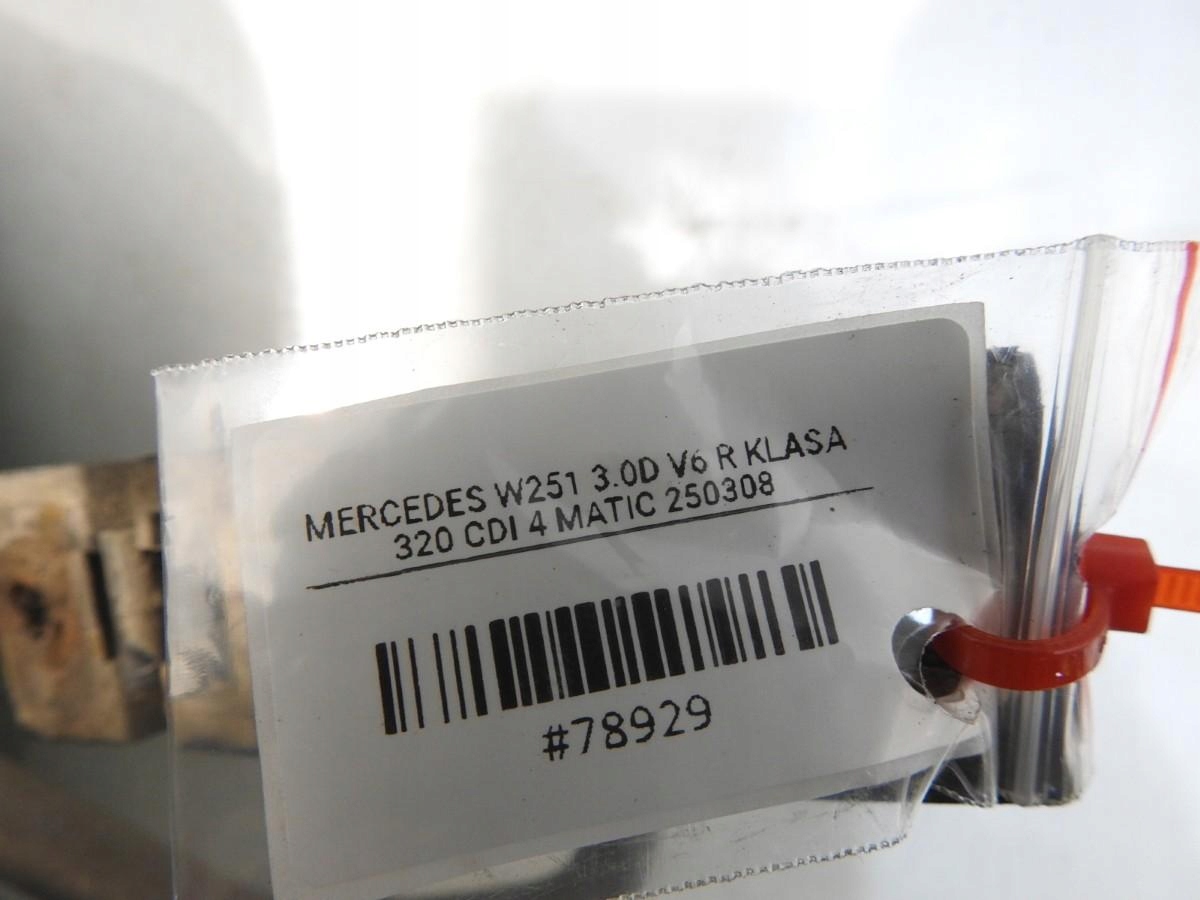 MERCEDES W251 3.0D V6 R KLASA
320 CDI 4 MATIC 250308
#78929